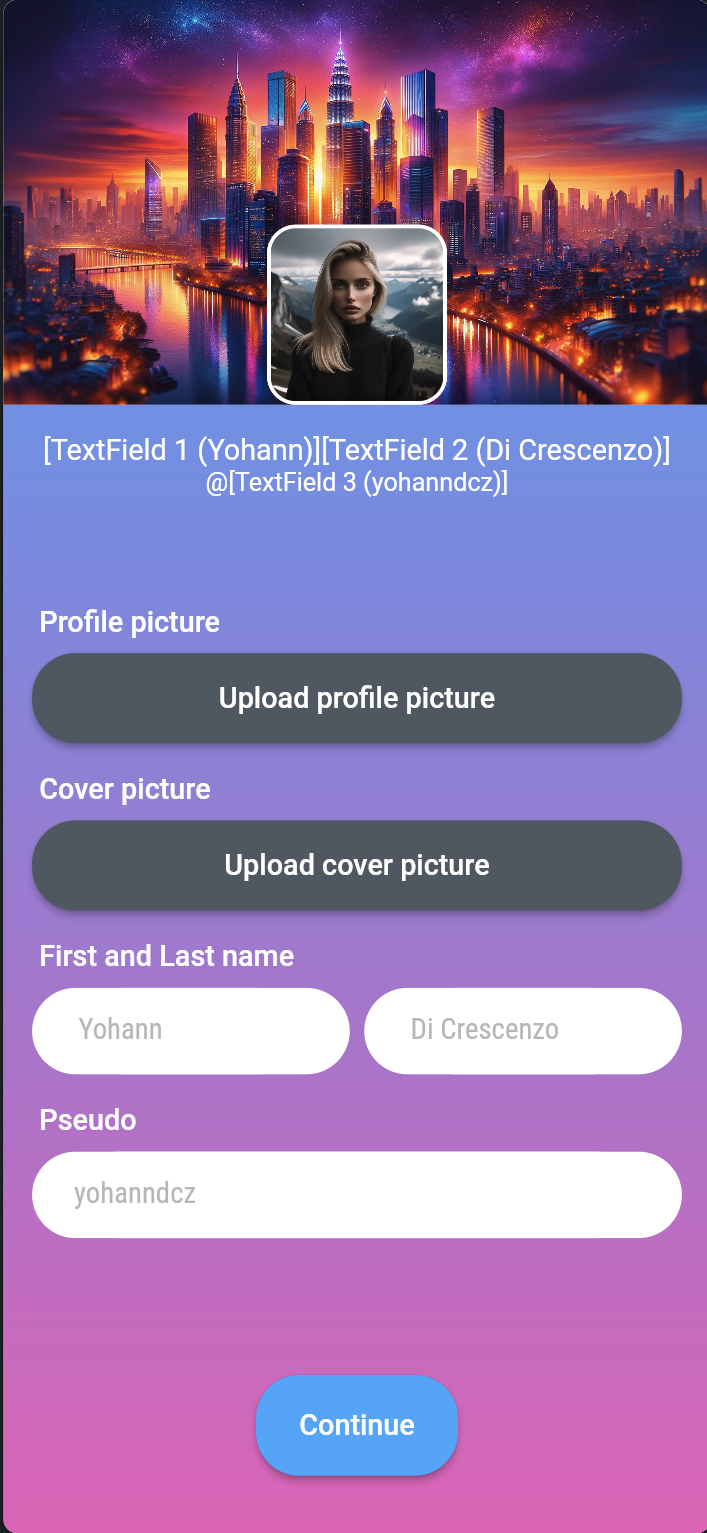 [TextField 1 (Yohann)][TextField 2 (Di Crescenzo)]
@[TextField 3 (yohanndcz)]
Profile picture
Upload profile picture
Cover picture
Upload cover picture
First and Last name
Yohann Di Crescenzo
Pseudo
yohanndcz
Continue